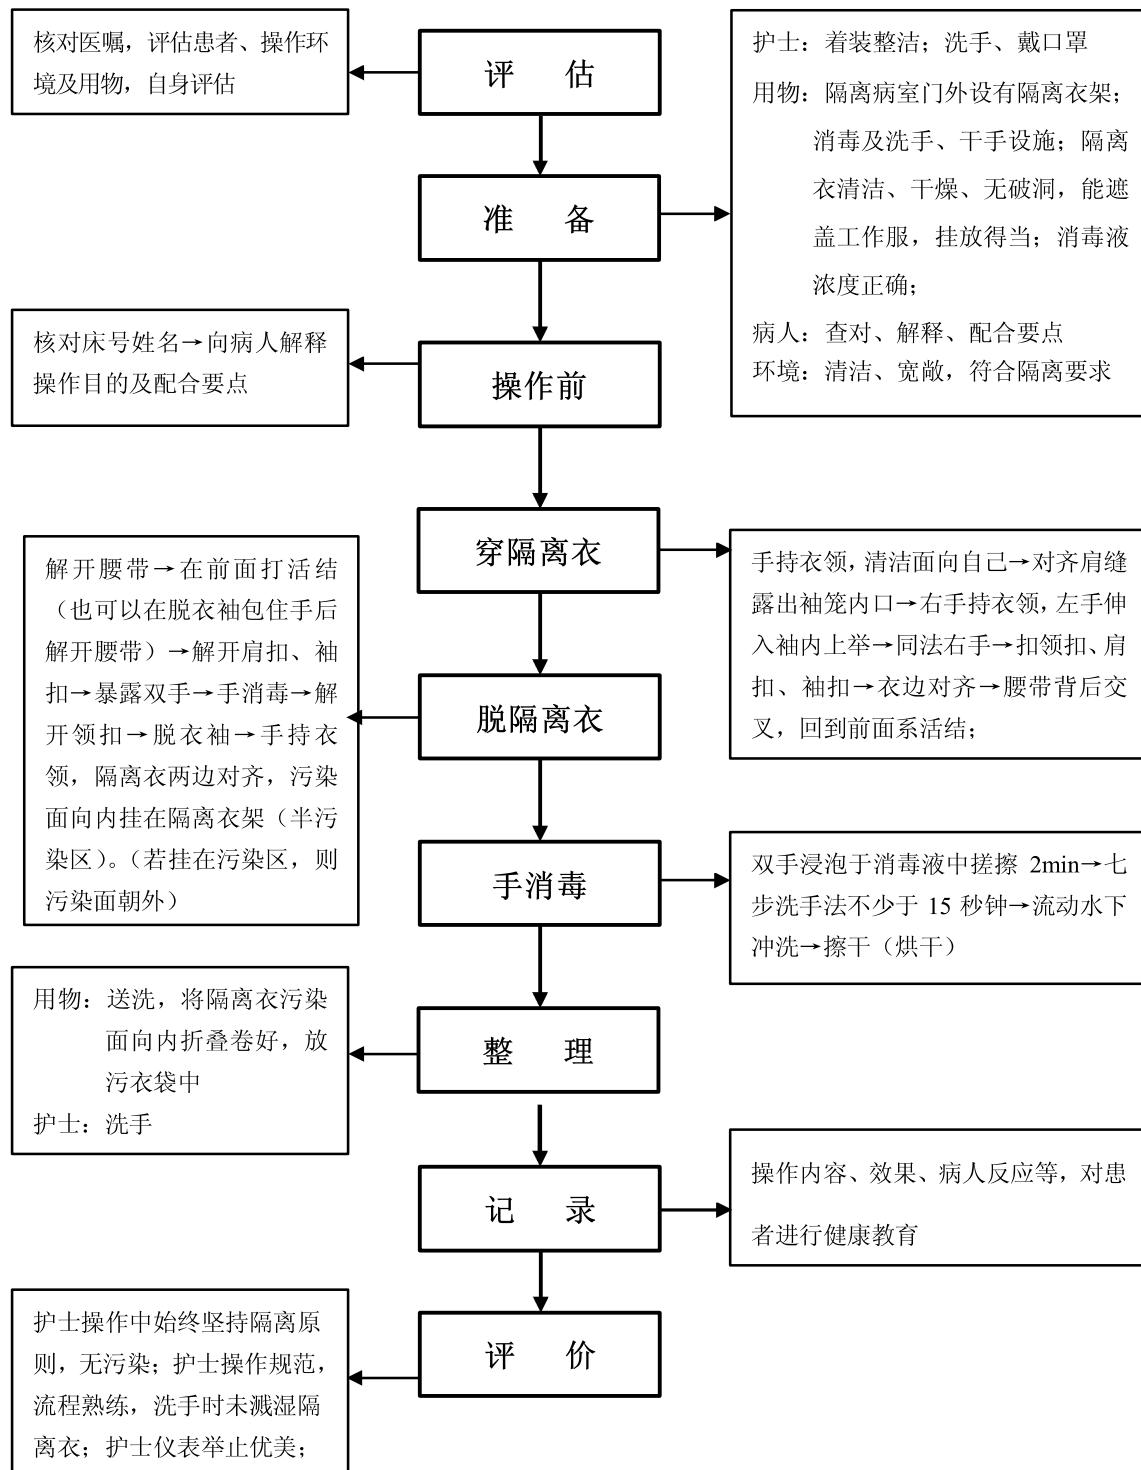 核对医嘱，评估患者、操作环
境及用物，自身评估
评 估
护士：着装整洁；洗手、戴口罩
用物：隔离病室门外设有隔离衣架；
消毒及洗手、干手设施；隔离
衣清洁、干燥、无破洞，能遮
盖工作服，挂放得当；消毒液
浓度正确；
病人：查对、解释、配合要点
环境：清洁、宽敞，符合隔离要求
准 备
核对床号姓名→向病人解释
操作目的及配合要点
操作前
穿隔离衣
手持衣领，清洁面向自己→对齐肩缝
露出袖笼内口→右手持衣领，左手伸
入袖内上举→同法右手→扣领扣、肩
扣、袖扣→衣边对齐→腰带背后交
叉，回到前面系活结；
解开腰带→在前面打活结
（也可以在脱衣袖包住手后
解开腰带）→解开肩扣、袖
扣→暴露双手→手消毒→解
开领扣→脱衣袖→手持衣
领，隔离衣两边对齐，污染
面向内挂在隔离衣架（半污
染区）。（若挂在污染区，则
污染面朝外）
脱隔离衣
手消毒
双手浸泡于消毒液中搓擦 2min→七
步洗手法不少于 15 秒钟→流动水下
冲洗→擦干（烘干）
用物：送洗，将隔离衣污染
面向内折叠卷好，放
污衣袋中
护士：洗手
整 理
记 录
操作内容、效果、病人反应等，对患
者进行健康教育
护士操作中始终坚持隔离原
则，无污染；护士操作规范，
流程熟练，洗手时未溅湿隔
离衣；护士仪表举止优美；
评 价